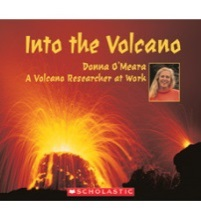 Into the Volcano
Donna O'Meara
A Volcano Researcher at Work
SCHOLASTIC